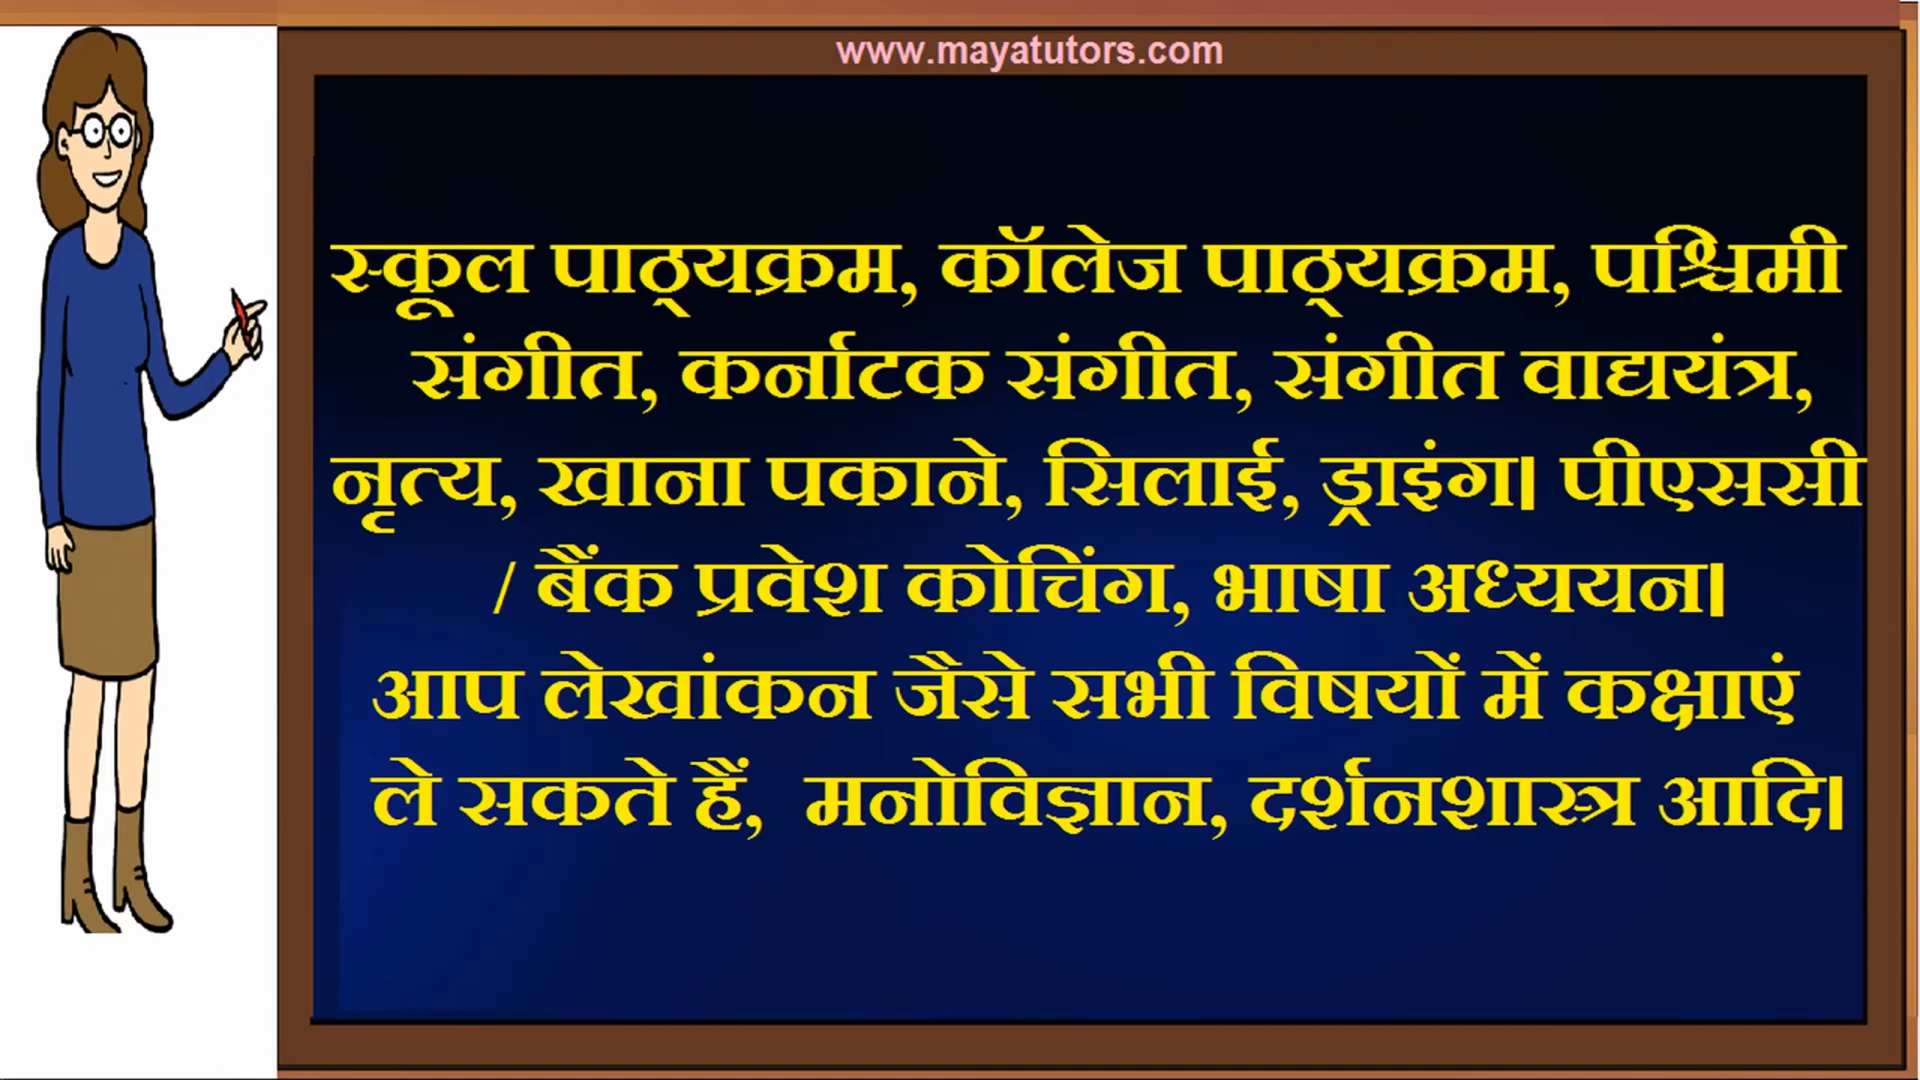 www.mayatutors.com
स्कूल पाठ्यक्रम, कॉलेज पाठ्यक्रम, पश्चिमी
संगीत, कर्नाटक संगीत, संगीत वाद्ययंत्र,
नृत्य, खाना पकाने, सिलाई, ड्राइंग। पीएससी
/ बैंक प्रवेश कोचिंग, भाषा अध्ययन।
आप लेखांकन जैसे सभी विषयों में कक्षाएं
ले सकते हैं, मनोविज्ञान, दर्शनशास्त्र आदि।